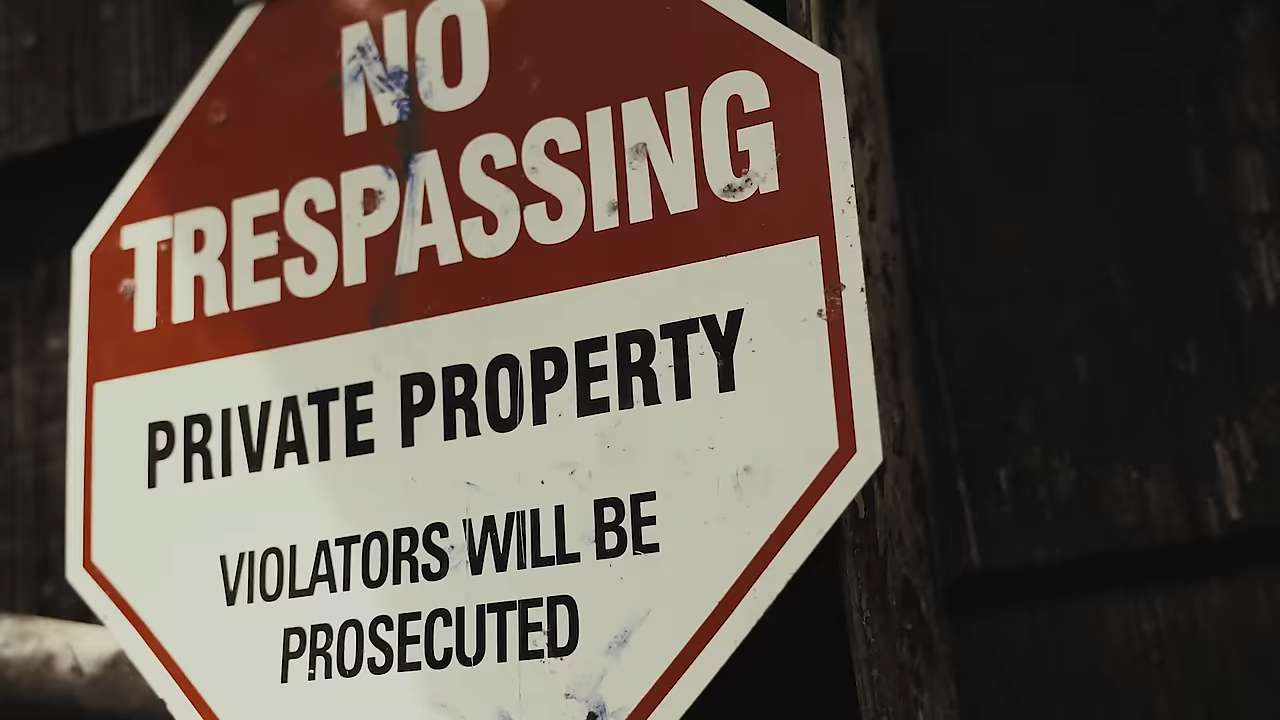 NO
TRESPASSING
PRIVATE PROPERTY
VIOLATORS WILL BE
PROSECUTED